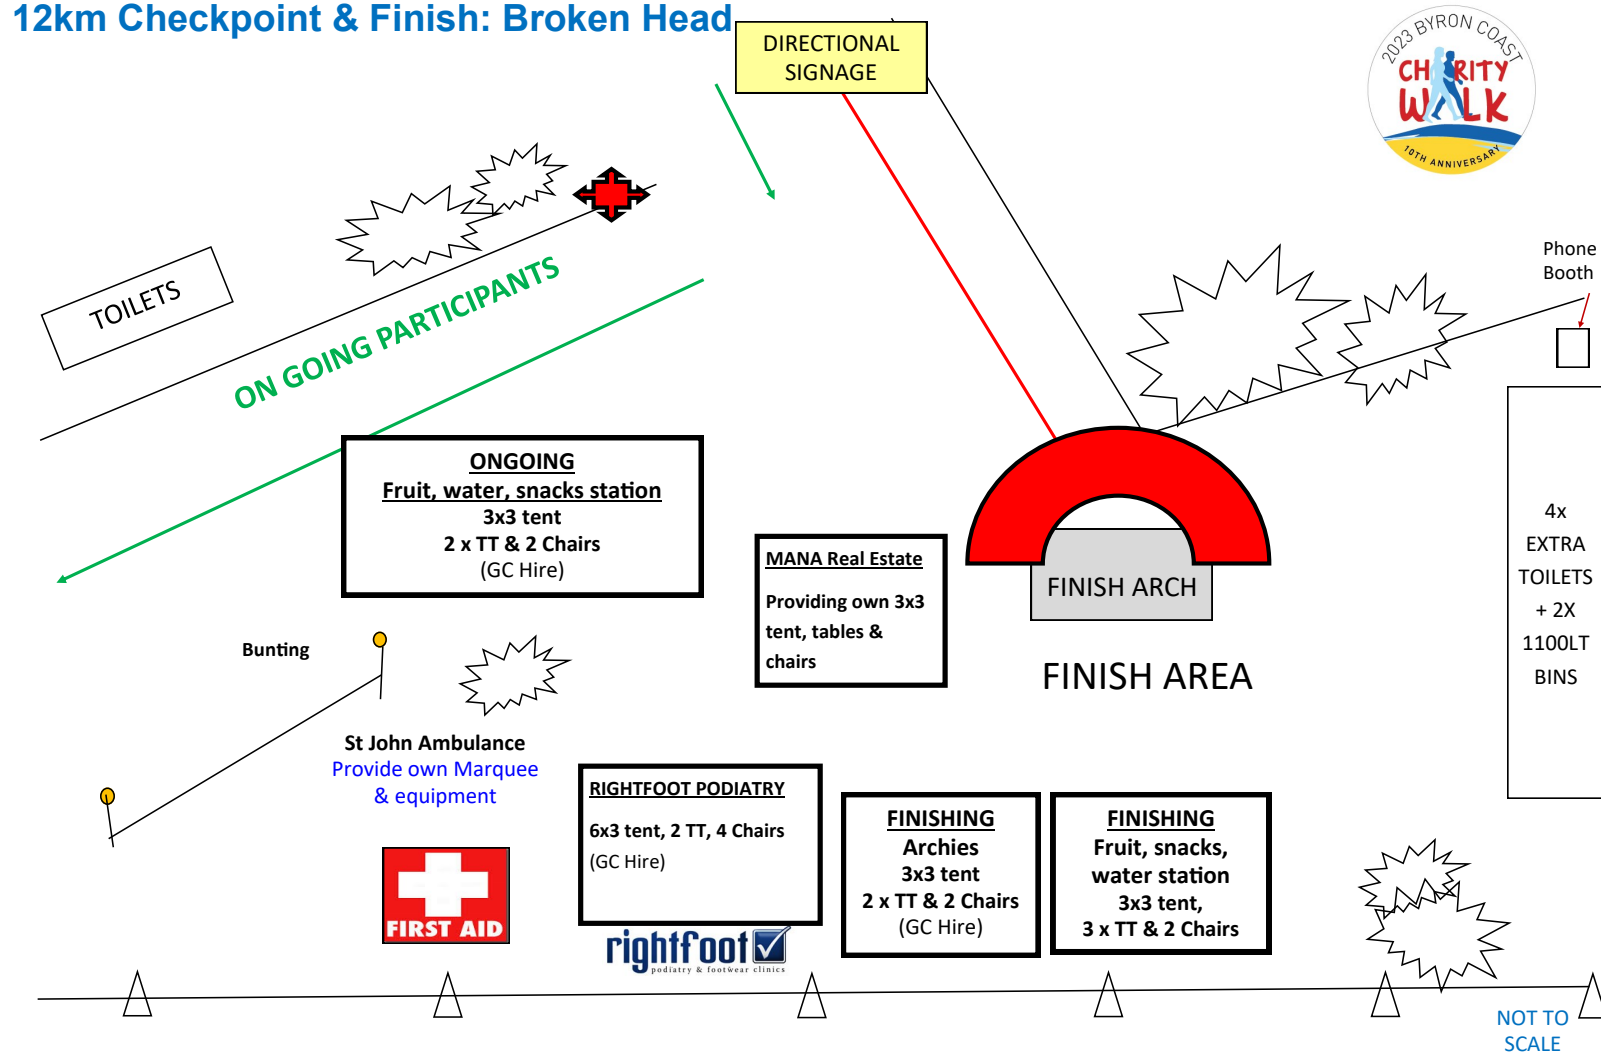 12km Checkpoint & Finish: Broken Head
DIRECTIONAL
SIGNAGE
2023 BYRON COAST
CH RITY
WALK
10TH ANNIVERSARY
Phone
Booth
TOILETS
ON GOING PARTICIPANTS
ONGOING
Fruit, water, snacks station
3x3 tent
2 x TT & 2 Chairs
(GC Hire)
MANA Real Estate
Providing own 3x3
tent, tables &
chairs
FINISH ARCH
FINISH AREA
4x
EXTRA
TOILETS
+ 2X
1100LT
BINS
Bunting
St John Ambulance
Provide own Marquee
& equipment
FIRST AID
RIGHTFOOT PODIATRY
6x3 tent, 2 TT, 4 Chairs
(GC Hire)
rightfoot
podiatry & footwear clinics
FINISHING
Archies
3x3 tent
2 x TT & 2 Chairs
(GC Hire)
FINISHING
Fruit, snacks,
water station
3x3 tent,
3 x TT & 2 Chairs
NOT TO
SCALE